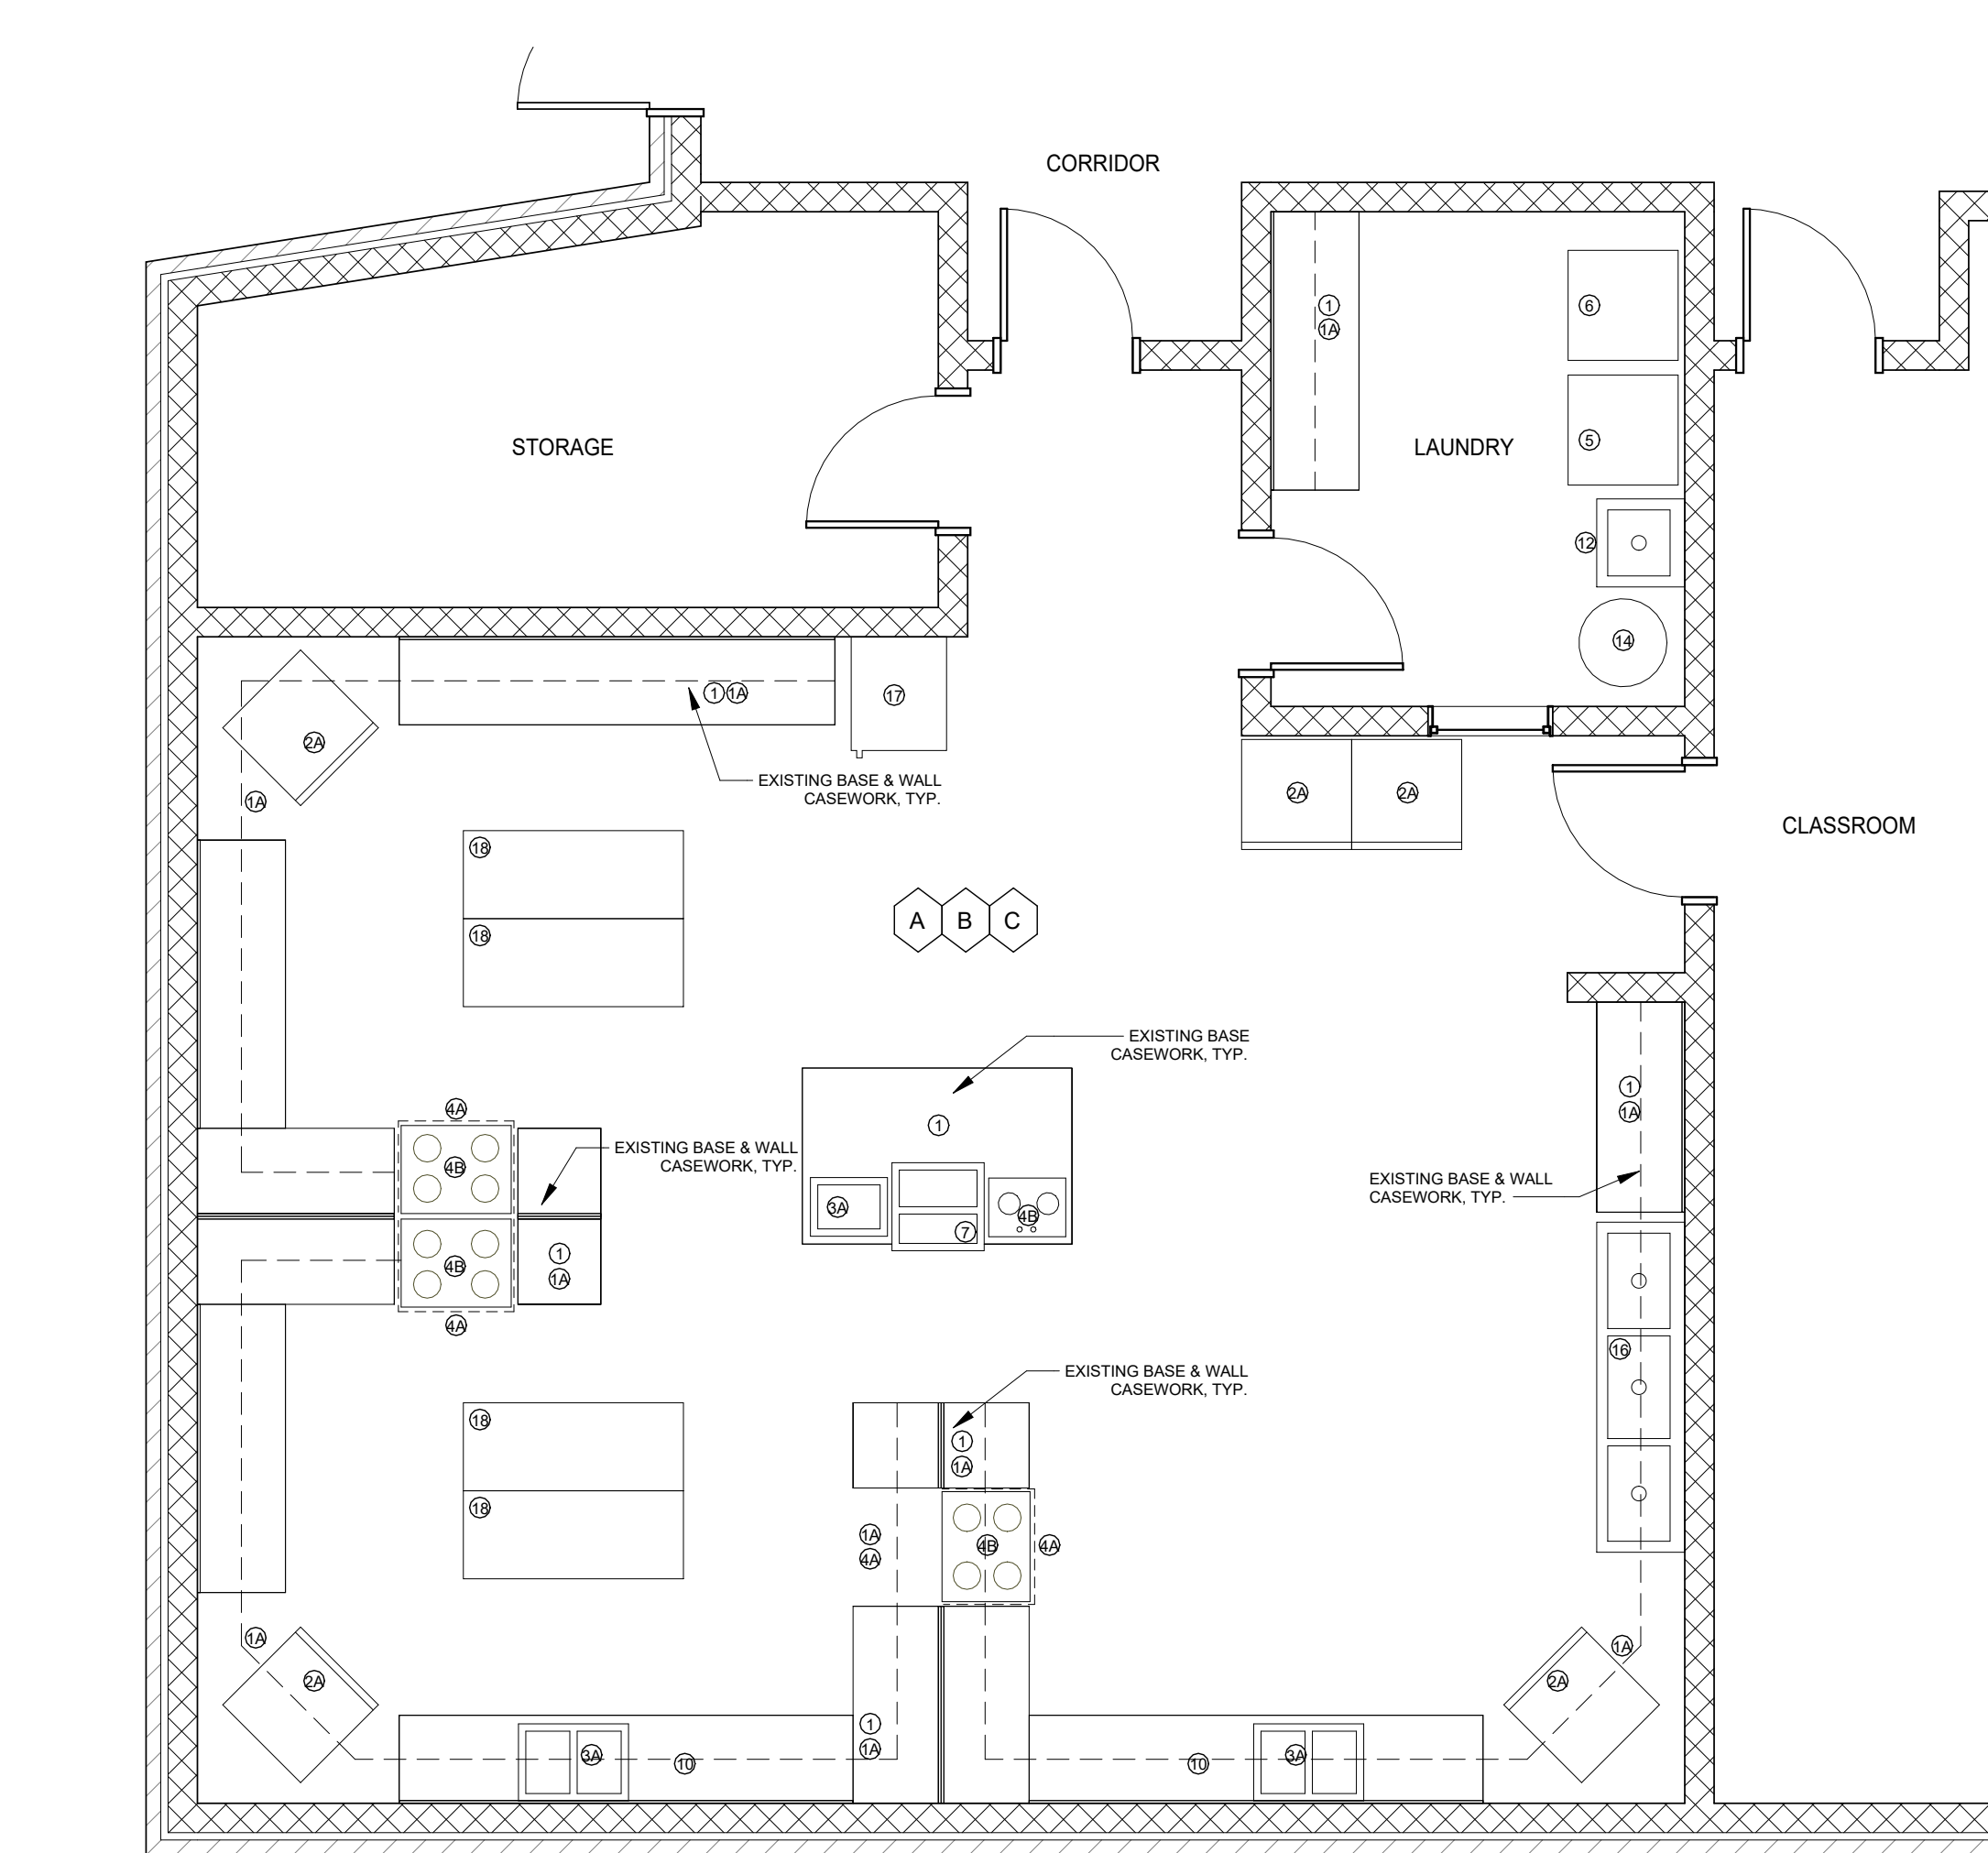 CORRIDOR
1
1A
6
STORAGE
LAUNDRY
5
12
14
1 1A
17
2A
EXISTING BASE & WALL
CASEWORK, TYP.
1A
2A
2A
CLASSROOM
18
18
A B C
EXISTING BASE
CASEWORK, TYP.
1
1A
4A
1
EXISTING BASE & WALL
CASEWORK, TYP.
4B
EXISTING BASE & WALL
CASEWORK, TYP.
3A
7
4B
1
1A
4B
4A
16
EXISTING BASE & WALL
CASEWORK, TYP.
18
1
1A
18
1A
4A
4B
4A
1A
1A
2A
2A
1
1A
3A
10
10
3A